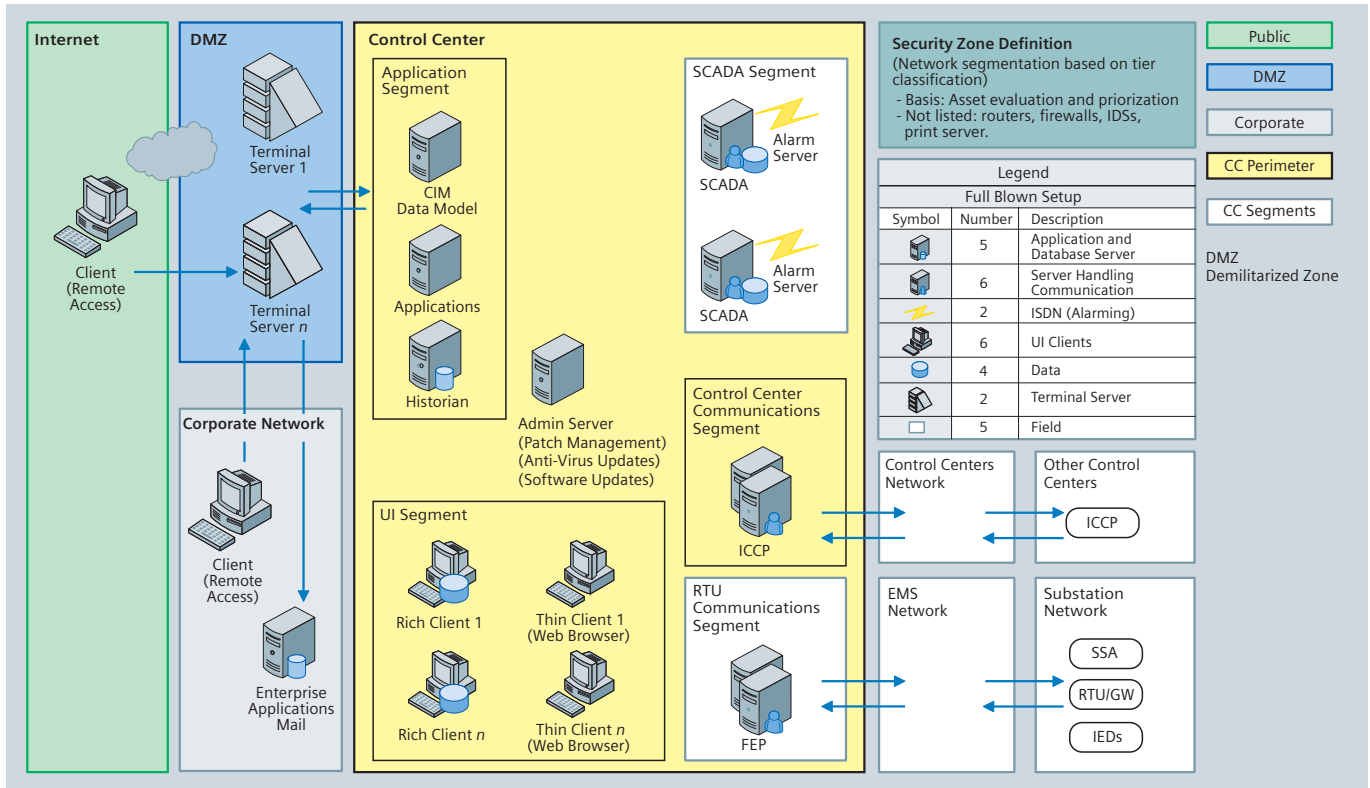 Internet
Client
(Remote
Access)
DMZ
Terminal
Server 1
Terminal
Server n
Corporate Network
Client
(Remote
Access)
Enterprise
Applications
Mail
Control Center
Application
Segment
CIM
Data Model
Applications
Historian
Admin Server
(Patch Management)
(Anti-Virus Updates)
(Software Updates)
UI Segment
Rich Client 1
Thin Client 1
(Web Browser)
Rich Client n
Thin Client n
(Web Browser)
SCADA Segment
Alarm
Server
SCADA
Alarm
Server
SCADA
Control Center
Communications
Segment
ICCP
RTU
Communications
Segment
FEP
Security Zone Definition
(Network segmentation based on tier
classification)
- Basis: Asset evaluation and priorization
- Not listed: routers, firewalls, IDSs,
print server.
Legend
Full Blown Setup
Symbol Number Description
5 Application and
Database Server
6 Server Handling
Communication
2 ISDN (Alarming)
6 UI Clients
4 Data
2 Terminal Server
5 Field
Control Centers
Network
Other Control
Centers
ICCP
EMS
Network
Substation
Network
SSA
RTU/GW
IEDs
Public
DMZ
Corporate
CC Perimeter
CC Segments
DMZ
Demilitarized Zone